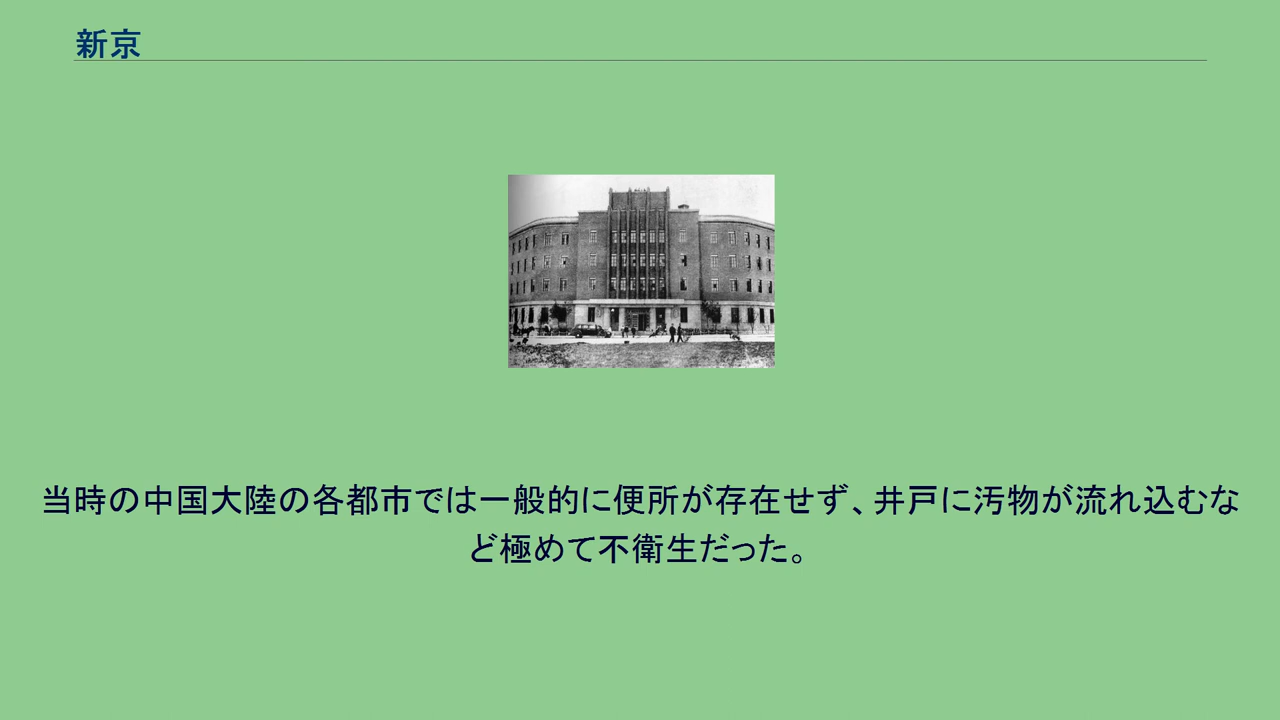 新京
当時の中国大陸の各都市では一般的に便所が存在せず、井戸に汚物が流れ込むな
ど極めて不衛生だった。